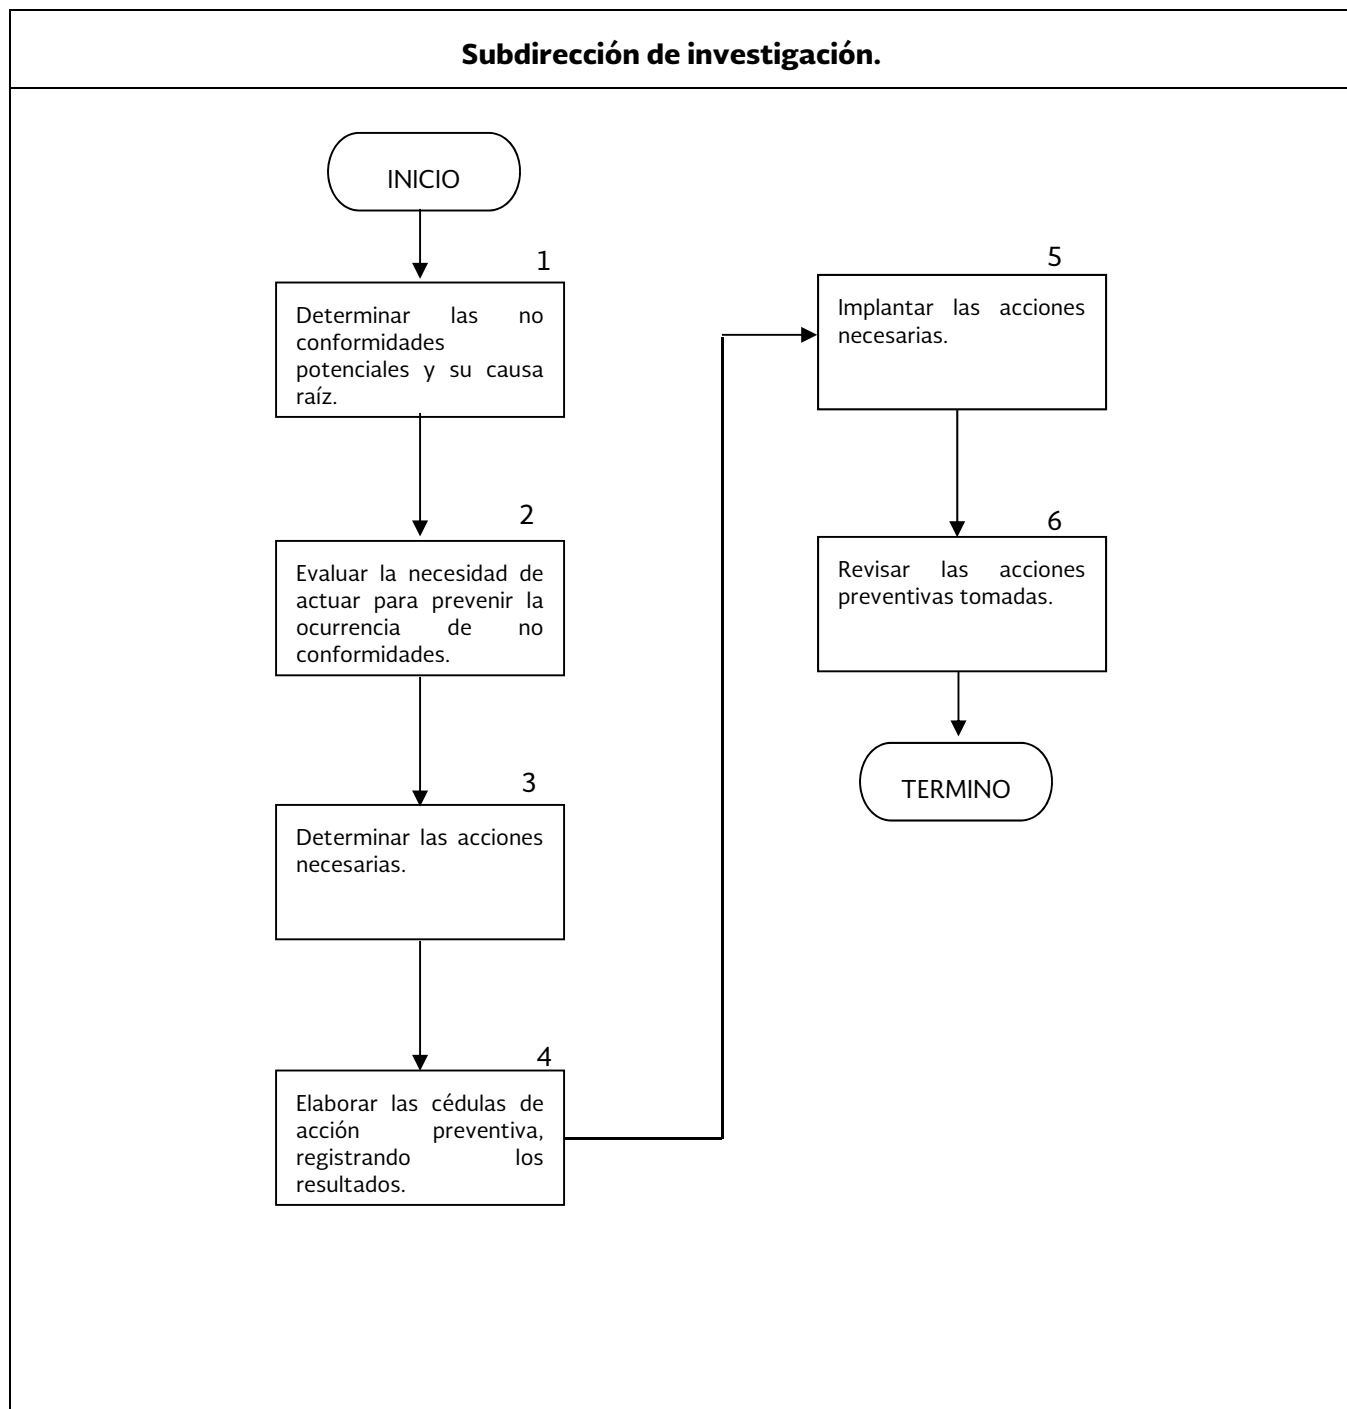 Subdirección de investigación.
INICIO
1
Determinar las no
conformidades
potenciales y su causa
raíz.
2
Evaluar la necesidad de
actuar para prevenir la
ocurrencia de no
conformidades.
3
Determinar las acciones
necesarias.
4
Elaborar las cédulas de
acción preventiva,
registrando los
resultados.
5
Implantar las acciones
necesarias.
6
Revisar las acciones
preventivas tomadas.
TERMINO